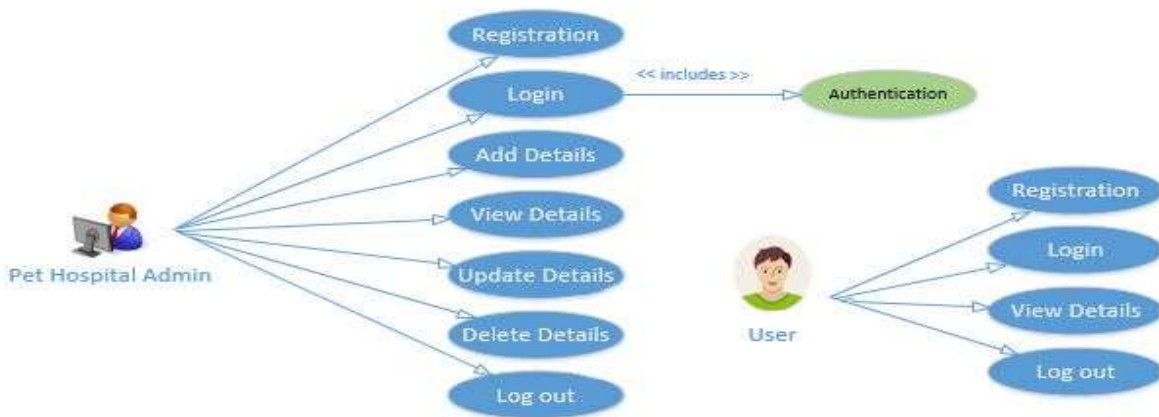 Registration
<< includes >>
Login
Authentication
Add Details
View Details
Pet Hospital Admin
Update Details
Delete Details
Log out
Registration
Login
View Details
User
Log out